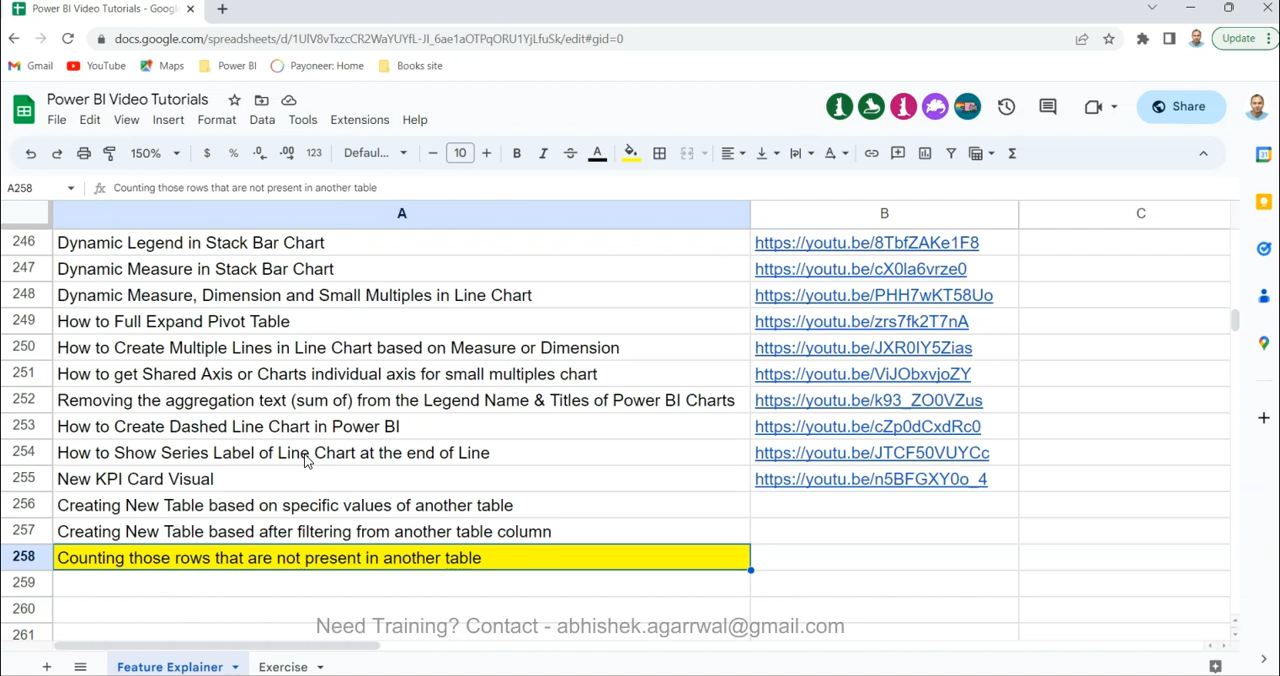 Power BI Video Tutorials - Googl
docs.google.com/spreadsheets/d/1UlV8vTxzcCR2WaYUYfL-Jl_6ae1aOTPqORU1YjLfuSk/edit#gid=0
Update
Gmail YouTube Maps Power BI Payoneer: Home Books site
Power BI Video Tutorials
Share
File Edit View Insert Format Data Tools Extensions Help
150% $ % .0 .00 123 Defaul... 10 B I A
A258 fx Counting those rows that are not present in another table
A B C
246 Dynamic Legend in Stack Bar Chart https://youtu.be/8TbfZAKe1F8
247 Dynamic Measure in Stack Bar Chart https://youtu.be/cX0la6vrze0
248 Dynamic Measure, Dimension and Small Multiples in Line Chart https://youtu.be/PHH7wKT58Uo
249 How to Full Expand Pivot Table https://youtu.be/zrs7fk2T7nA
250 How to Create Multiple Lines in Line Chart based on Measure or Dimension https://youtu.be/JXR0IY5Zias
251 How to get Shared Axis or Charts individual axis for small multiples chart https://youtu.be/ViJObxvjoZY
252 Removing the aggregation text (sum of) from the Legend Name & Titles of Power BI Charts https://youtu.be/k93_ZO0VZus
253 How to Create Dashed Line Chart in Power BI https://youtu.be/cZp0dCxdRc0
254 How to Show Series Label of Line Chart at the end of Line https://youtu.be/JTCF50VUYCc
255 New KPI Card Visual https://youtu.be/n5BFGXY0o_4
256 Creating New Table based on specific values of another table
257 Creating New Table based after filtering from another table column
258 Counting those rows that are not present in another table
259
260
261
Need Training? Contact - abhishek.agarrwal@gmail.com
Feature Explainer Exercise